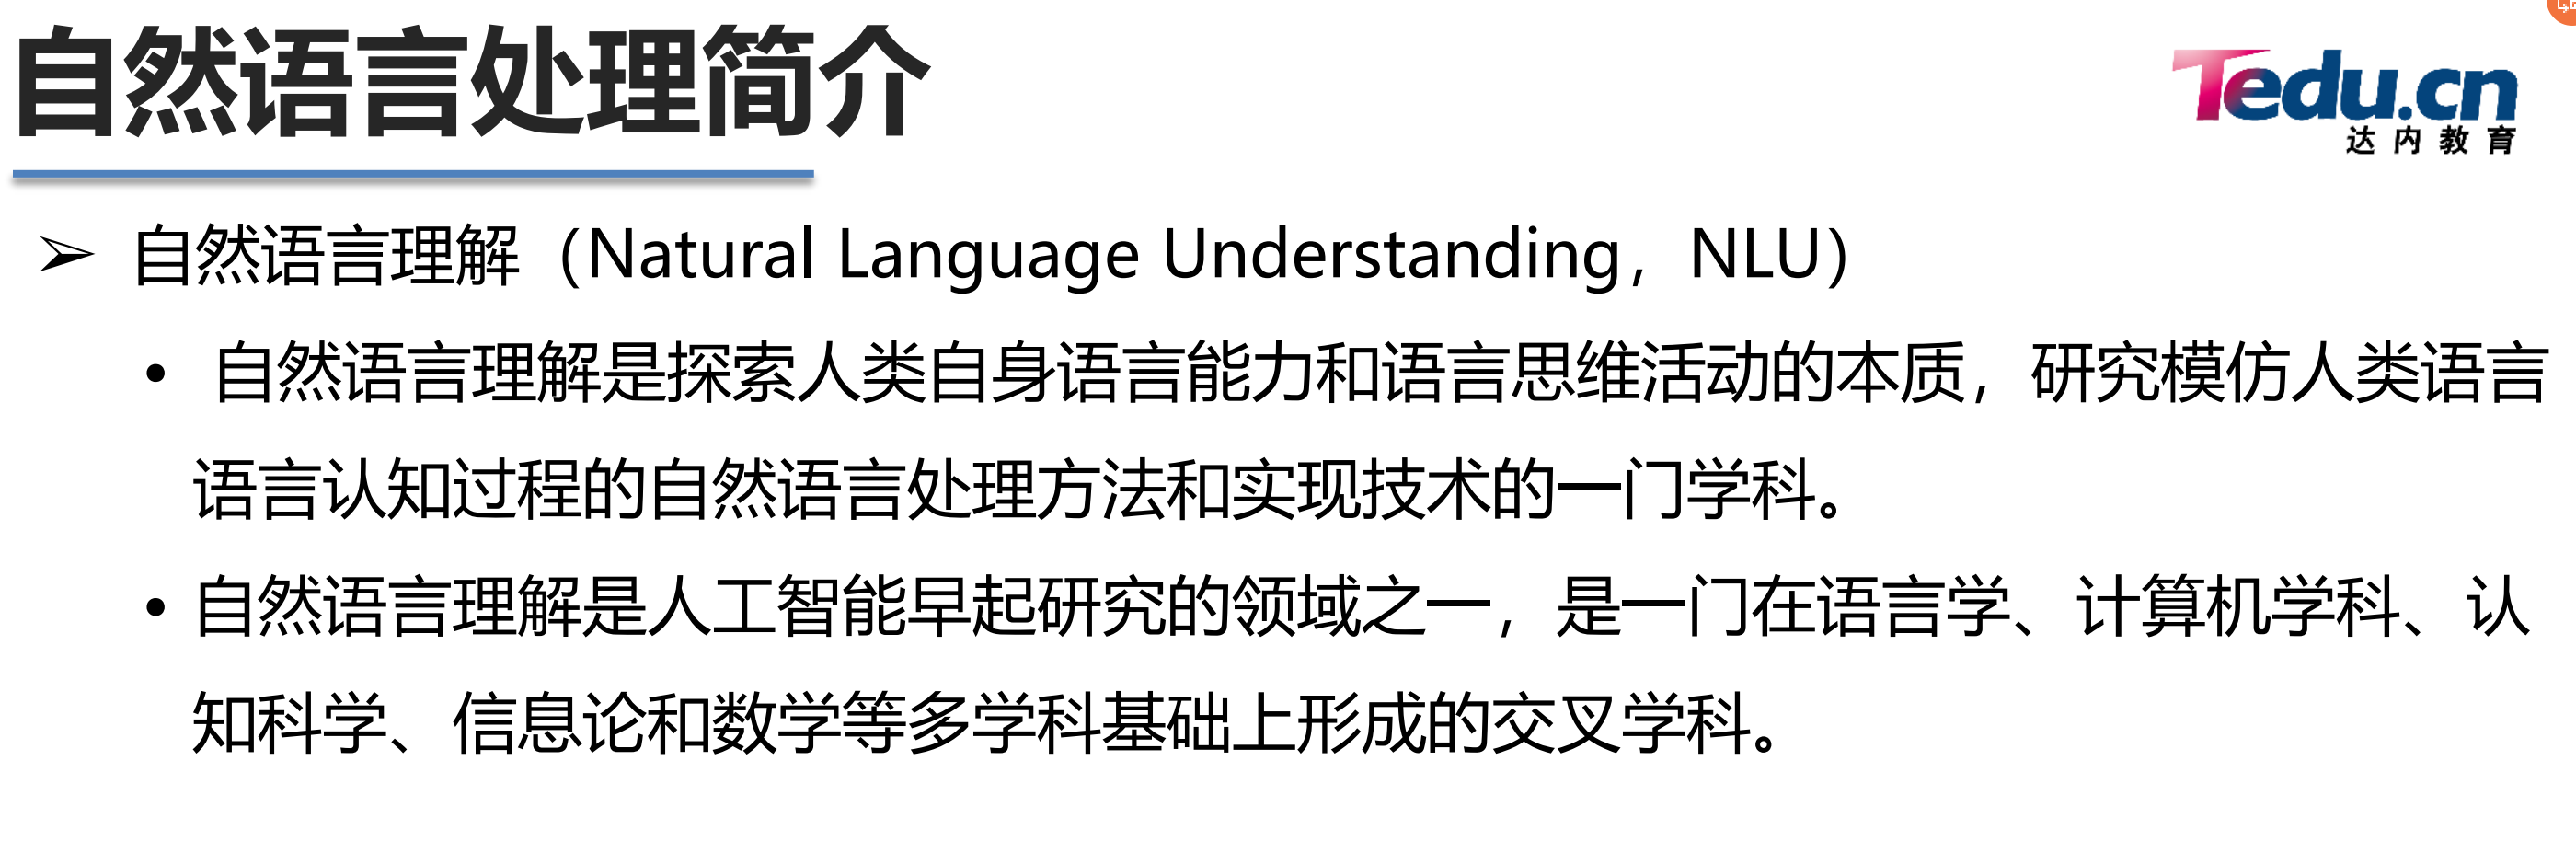 自然语言处理简介
Tedu.cn
达内教育
➢ 自然语言理解（Natural Language Understanding，NLU）
• 自然语言理解是探索人类自身语言能力和语言思维活动的本质，研究模仿人类语言
语言认知过程的自然语言处理方法和实现技术的一门学科。
• 自然语言理解是人工智能早起研究的领域之一，是一门在语言学、计算机学科、认
知科学、信息论和数学等多学科基础上形成的交叉学科。